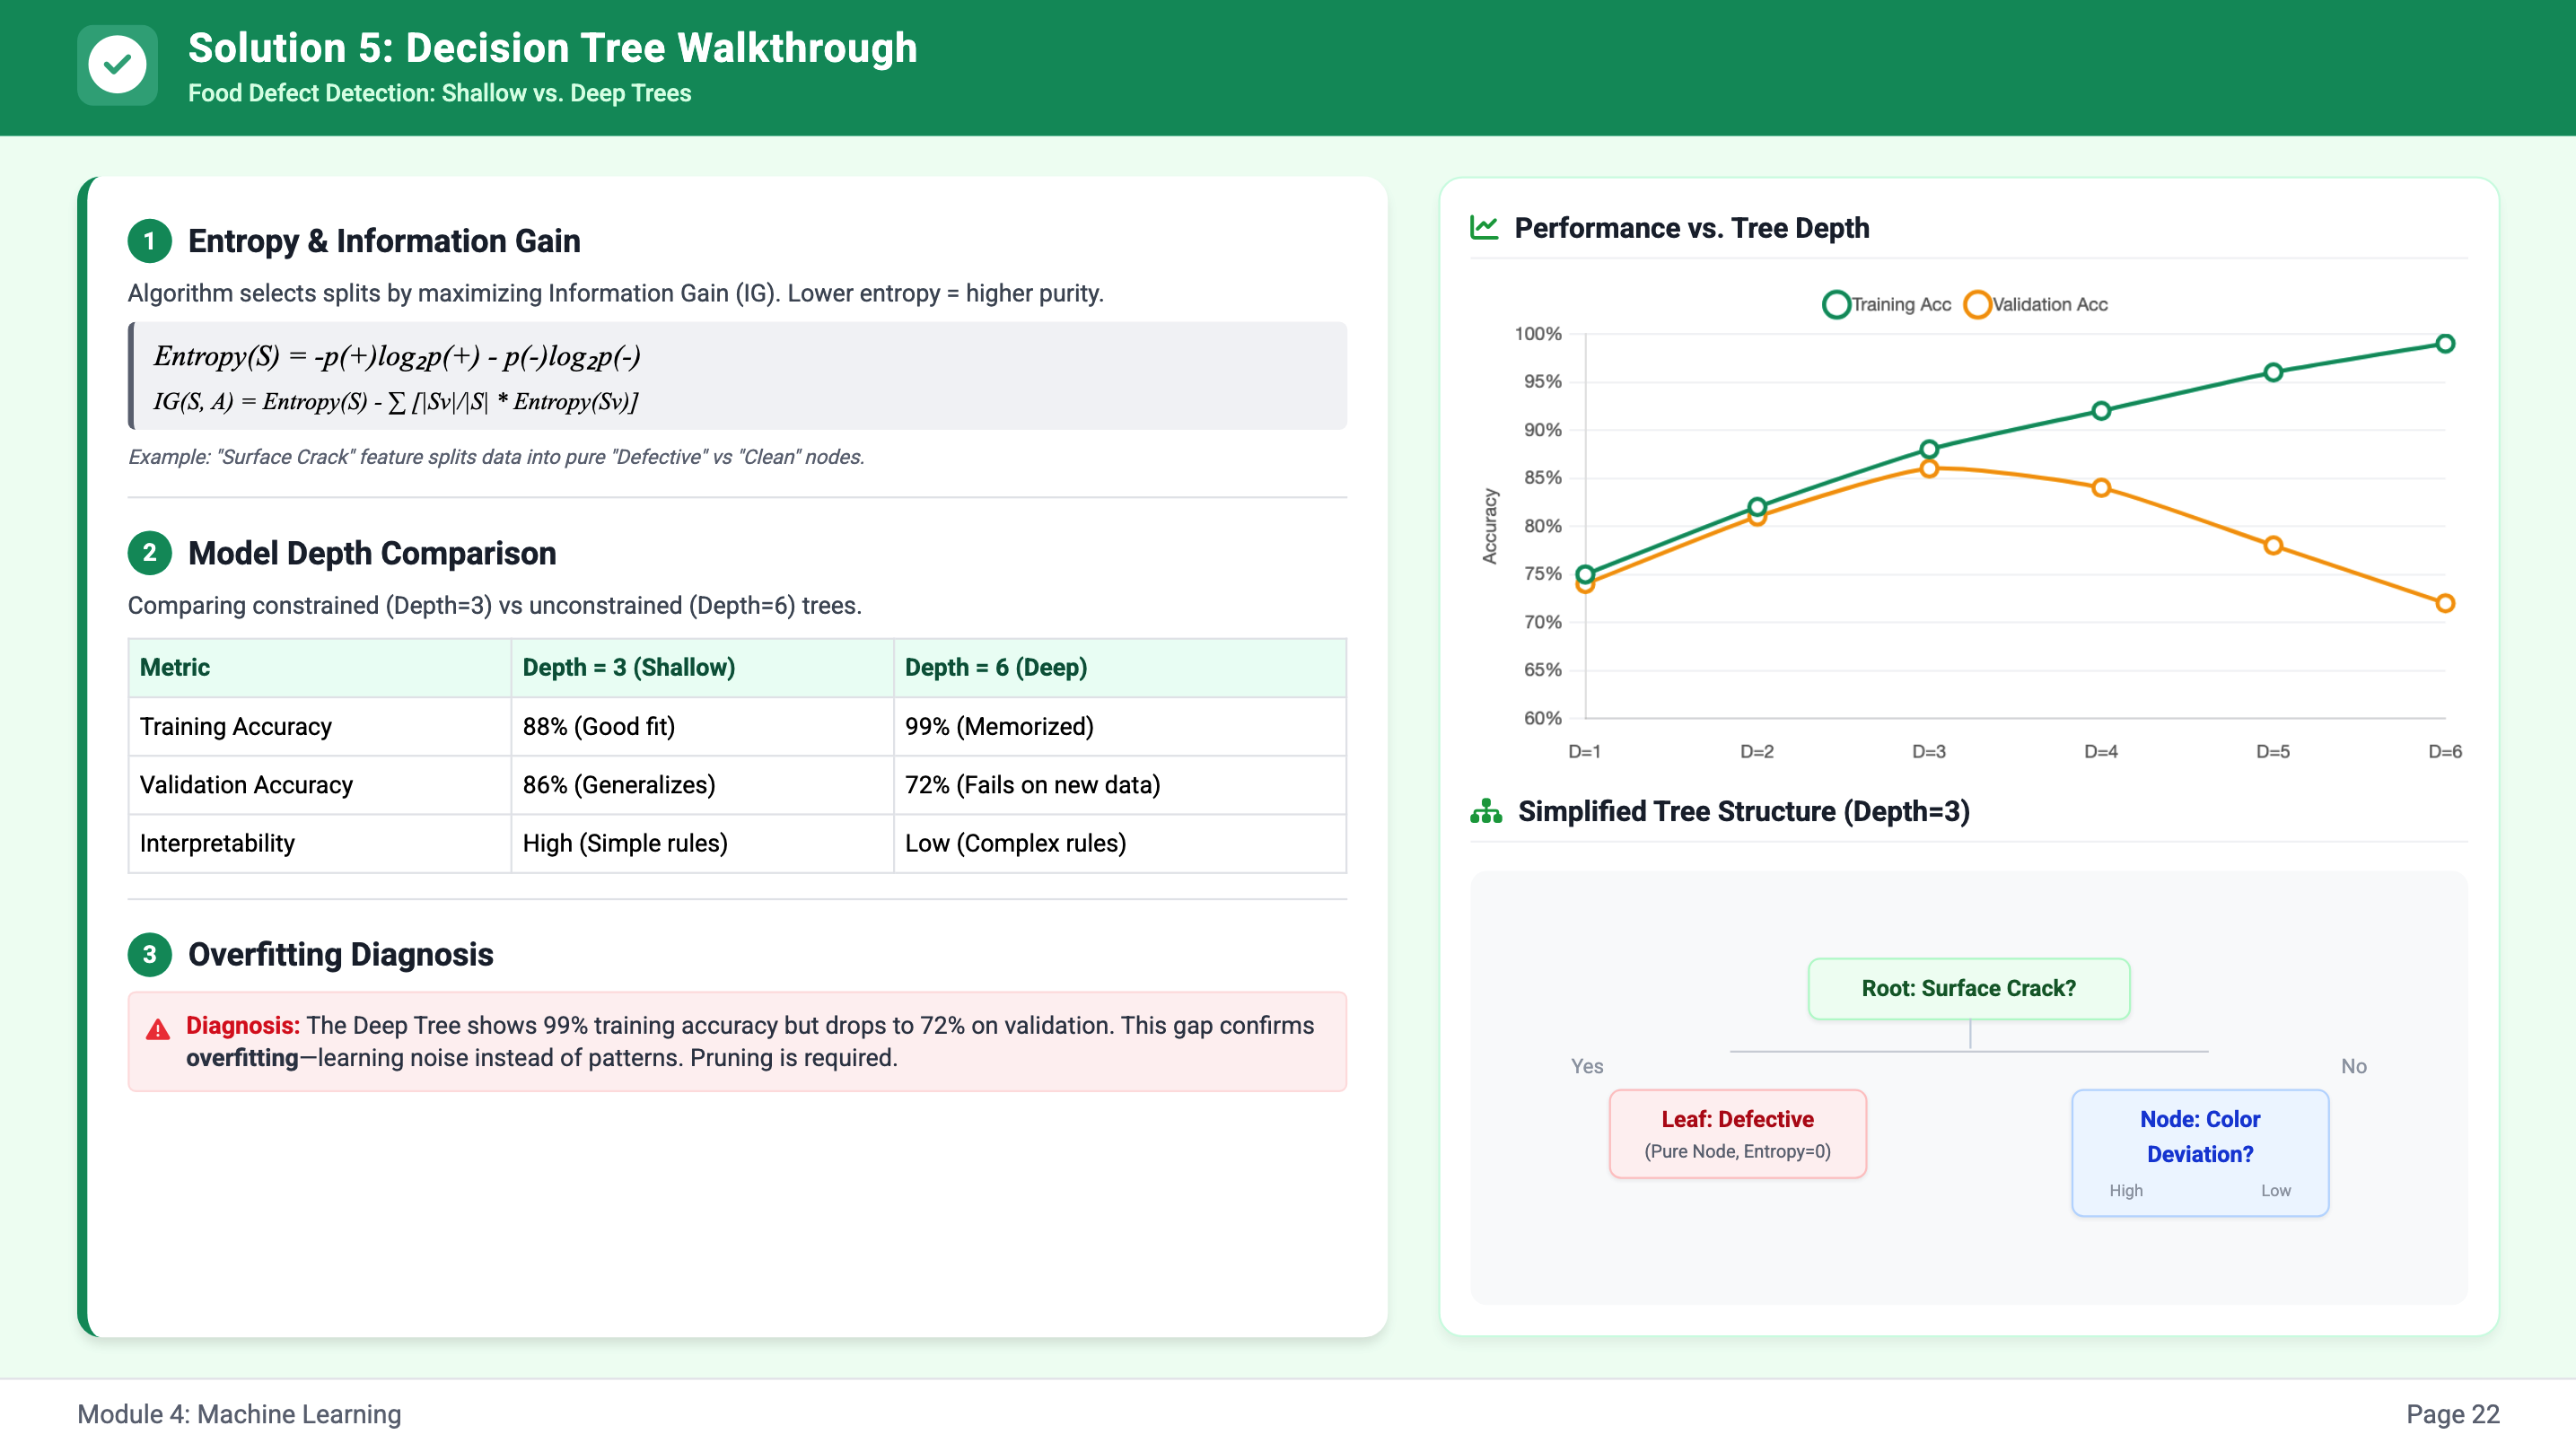 Solution 5: Decision Tree Walkthrough
Food Defect Detection: Shallow vs. Deep Trees
1 Entropy & Information Gain
Algorithm selects splits by maximizing Information Gain (IG). Lower entropy = higher purity.
Entropy(S) = -p(+)log₂p(+) - p(-)log₂p(-)
IG(S, A) = Entropy(S) - ∑ [|Sv|/|S| * Entropy(Sv)]
Example: "Surface Crack" feature splits data into pure "Defective" vs "Clean" nodes.
2 Model Depth Comparison
Comparing constrained (Depth=3) vs unconstrained (Depth=6) trees.
Metric Depth = 3 (Shallow) Depth = 6 (Deep)
Training Accuracy 88% (Good fit) 99% (Memorized)
Validation Accuracy 86% (Generalizes) 72% (Fails on new data)
Interpretability High (Simple rules) Low (Complex rules)
3 Overfitting Diagnosis
Diagnosis: The Deep Tree shows 99% training accuracy but drops to 72% on validation. This gap confirms
overfitting—learning noise instead of patterns. Pruning is required.
Performance vs. Tree Depth
Training Acc Validation Acc
Accuracy
100%
95%
90%
85%
80%
75%
70%
65%
60%
D=1 D=2 D=3 D=4 D=5 D=6
Simplified Tree Structure (Depth=3)
Root: Surface Crack?
Yes No
Leaf: Defective
(Pure Node, Entropy=0)
Node: Color
Deviation?
High Low
Module 4: Machine Learning Page 22